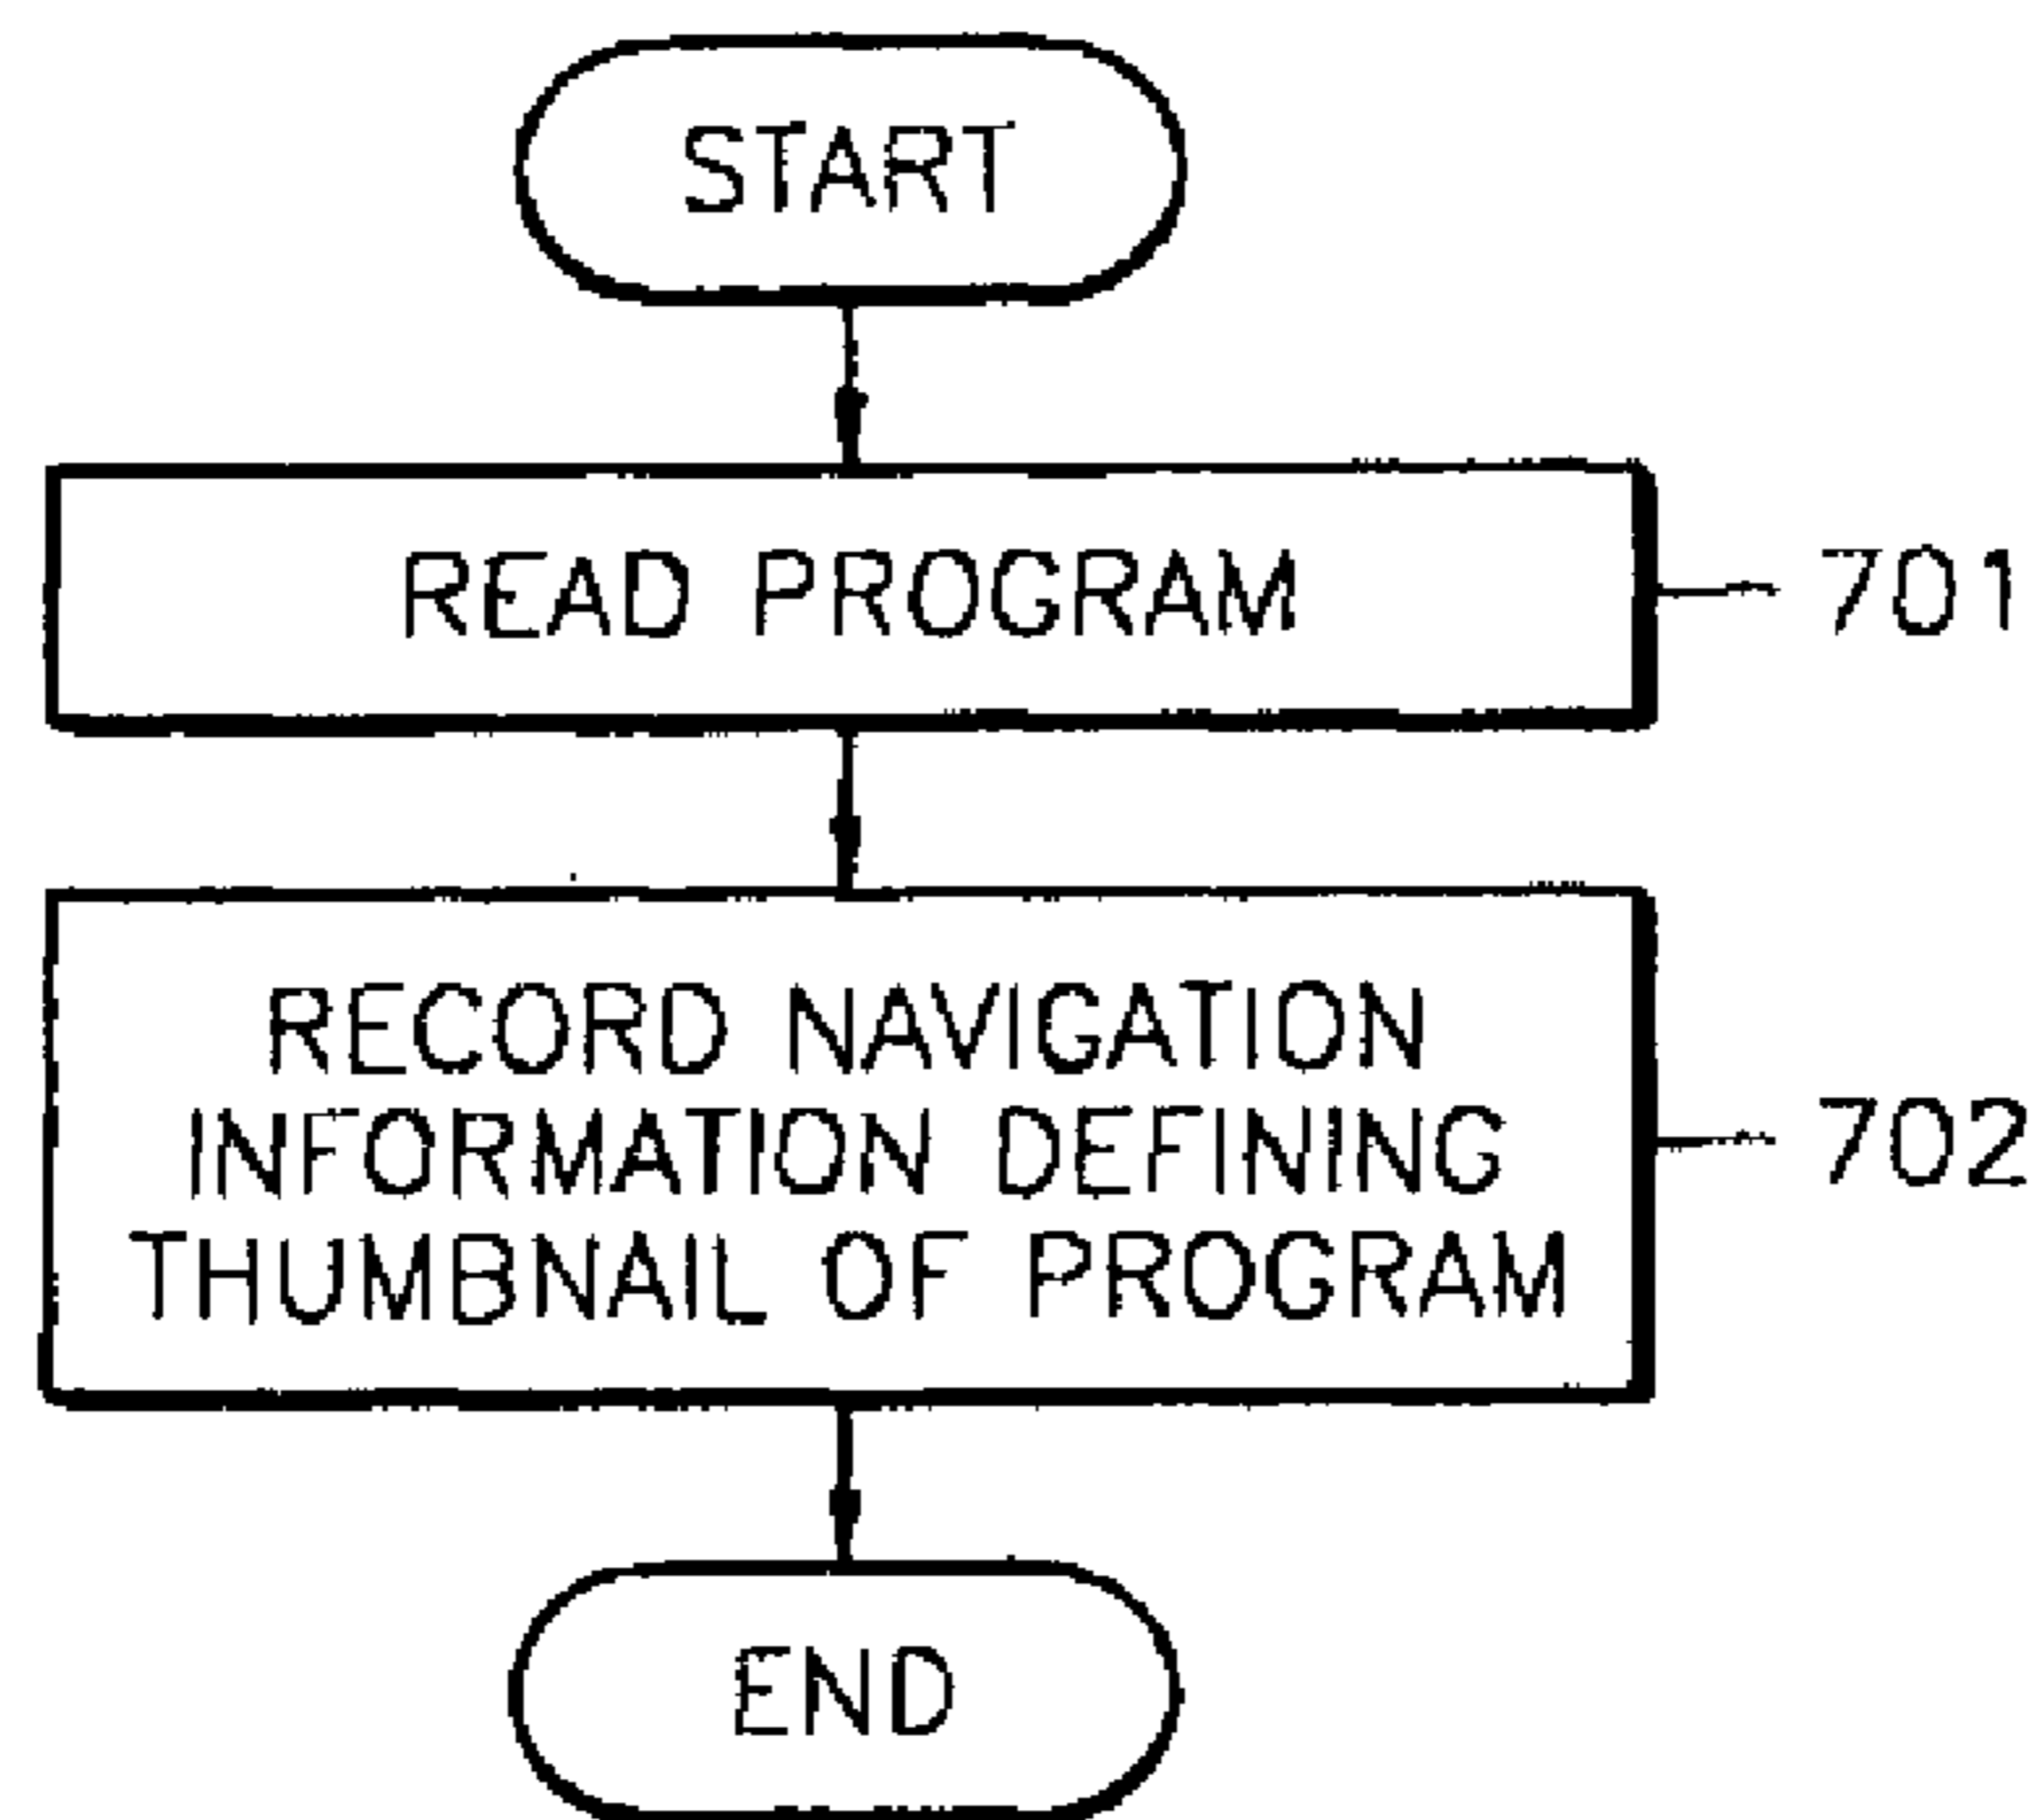 START
READ PROGRAM
701
RECORD NAVIGATION
INFORMATION DEFINING
THUMBNAIL OF PROGRAM
702
END